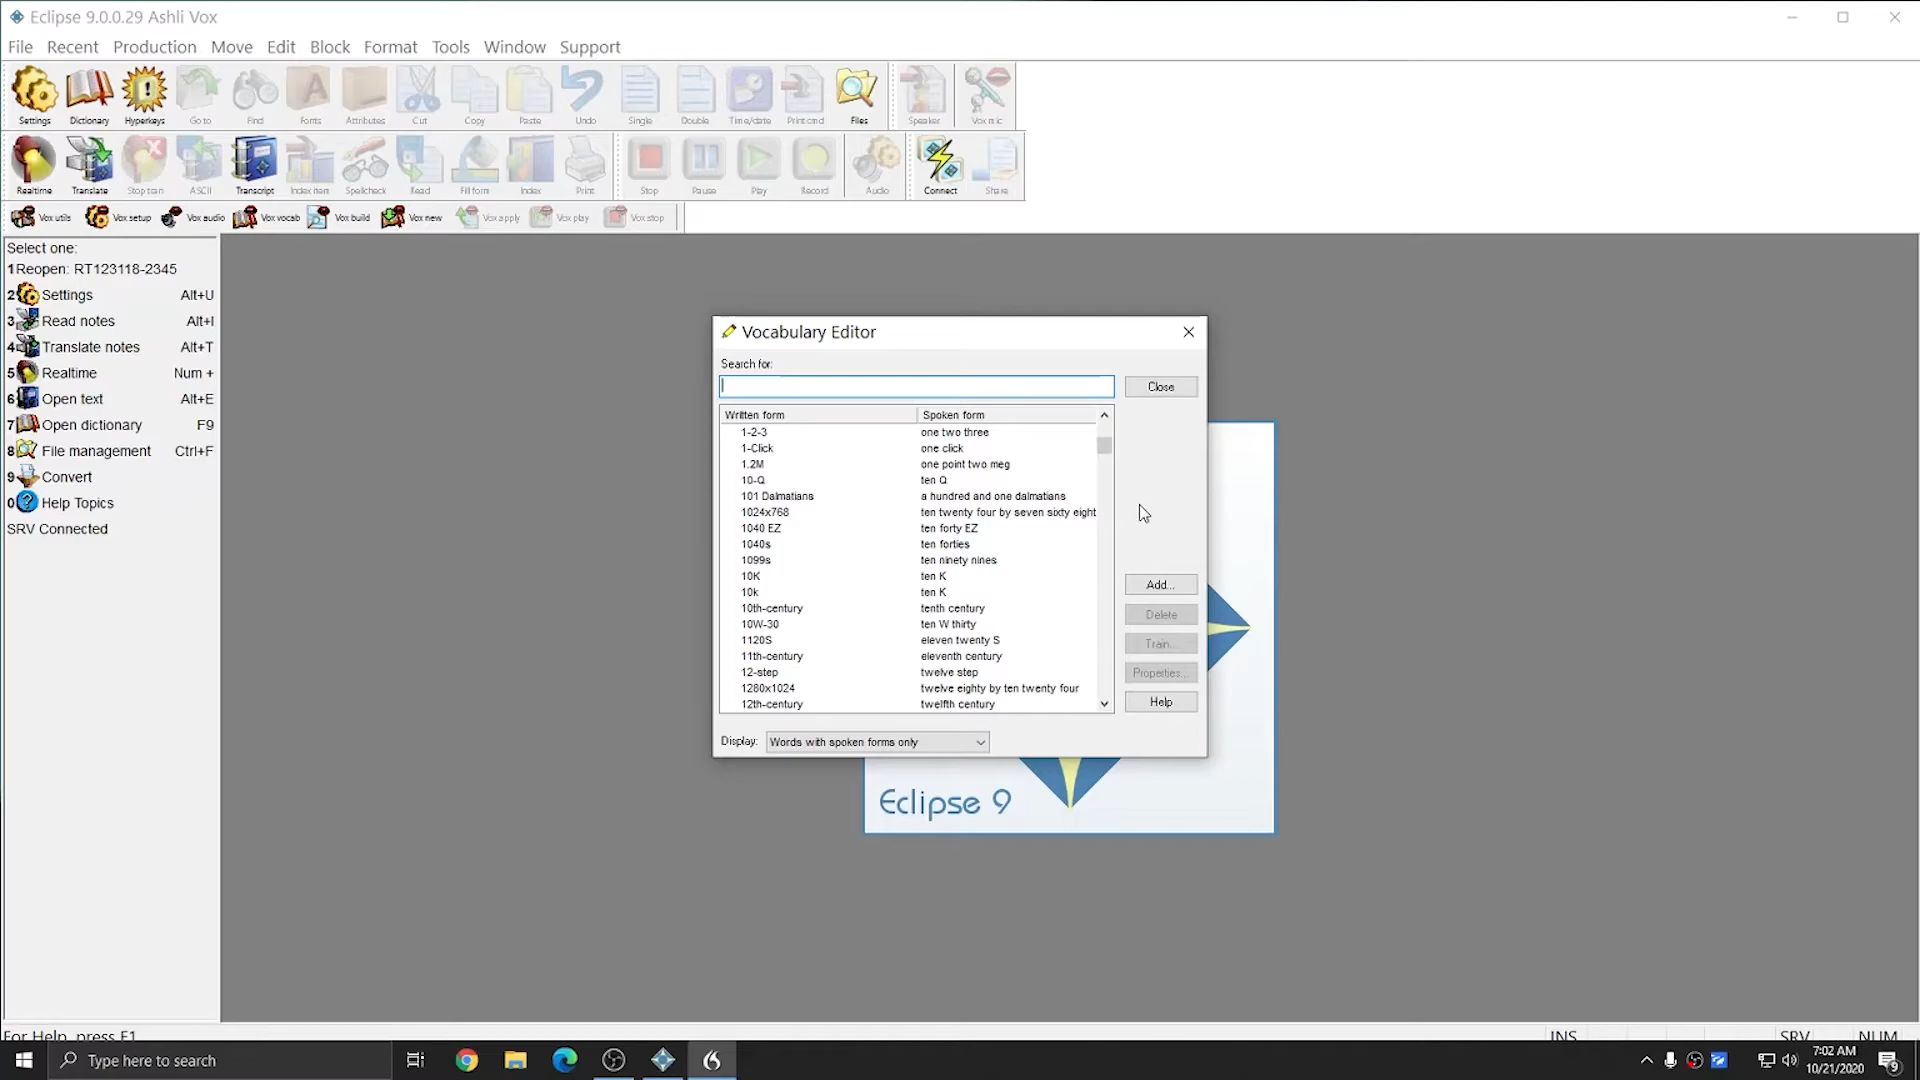 Eclipse 9.0.0.29 Ashli Vox
File Recent Production Move Edit Block Format Tools Window Support
Settings Dictionary Hyperkeys Go to Find Fonts Attributes Cut Copy Paste Undo Single Double Time/date Print cmd Files Speaker Vox mic
Realtime Translate Stop tran ASCII Transcript Index item Spellcheck Read Fill form Index Print Stop Pause Play Record Audio Connect Share
Vox utils Vox setup Vox audio Vox vocab Vox build Vox new Vox apply Vox play Vox stop
Select one:
1 Reopen: RT123118-2345
2 Settings Alt+U
3 Read notes Alt+I
4 Translate notes Alt+T
5 Realtime Num +
6 Open text Alt+E
7 Open dictionary F9
8 File management Ctrl+F
9 Convert
0 Help Topics
SRV Connected
Vocabulary Editor
Search for:
Close
Written form Spoken form
1-2-3 one two three
1-Click one click
1.2M one point two meg
10-Q ten Q
101 Dalmatians a hundred and one dalmatians
1024x768 ten twenty four by seven sixty eight
1040 EZ ten forty EZ
1040s ten forties
1099s ten ninety nines
10K ten K
10k ten K
10th-century tenth century
10W-30 ten W thirty
1120S eleven twenty S
11th-century eleventh century
12-step twelve step
1280x1024 twelve eighty by ten twenty four
12th-century twelfth century
Add...
Delete
Train...
Properties...
Help
Display: Words with spoken forms only
Eclipse 9
For Help, press F1
INS SRV NUM
Type here to search
7:02 AM
10/21/2020
9